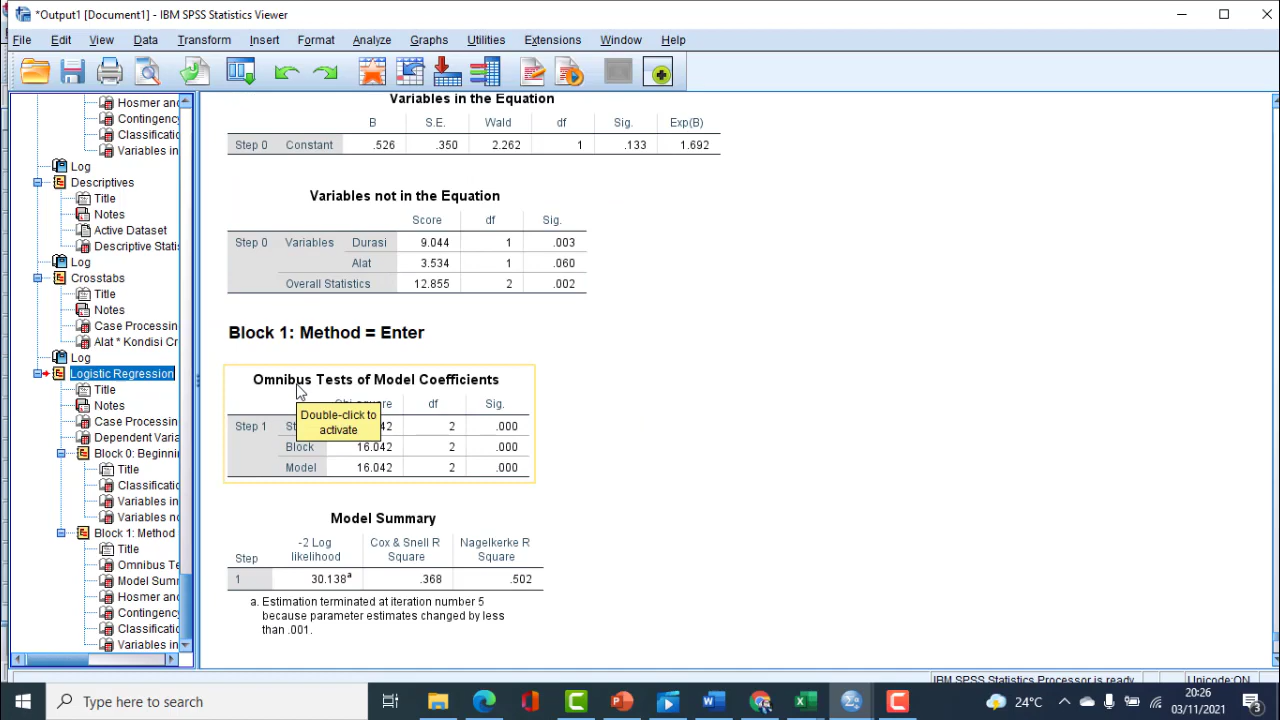 *Output1 [Document1] - IBM SPSS Statistics Viewer
File Edit View Data Transform Insert Format Analyze Graphs Utilities Extensions Window Help
Hosmer an
Contingency
Classificati
Variables in
Log
Descriptives
Title
Notes
Active Dataset
Descriptive Statis
Log
Crosstabs
Title
Notes
Case Processin
Alat * Kondisi Cr
Log
Logistic Regression
Title
Notes
Case Processin
Dependent Varia
Block 0: Beginni
Title
Classificati
Variables in
Variables no
Block 1: Method
Title
Omnibus Te
Model Summ
Hosmer an
Contingency
Classificati
Variables in
Variables in the Equation
B S.E. Wald df Sig. Exp(B)
Step 0 Constant .526 .350 2.262 1 .133 1.692
Variables not in the Equation
Score df Sig.
Step 0 Variables Durasi 9.044 1 .003
Alat 3.534 1 .060
Overall Statistics 12.855 2 .002
Block 1: Method = Enter
Omnibus Tests of Model Coefficients
df Sig.
Step 1 2 .000
Block 16.042 2 .000
Model 16.042 2 .000
Double-click to
activate
Model Summary
Step -2 Log likelihood Cox & Snell R Square Nagelkerke R Square
1 30.138a .368 .502
a. Estimation terminated at iteration number 5
because parameter estimates changed by less
than .001.
IBM SPSS Statistics Processor is ready
Unicode:ON
Type here to search
24°C
20:26
03/11/2021
3